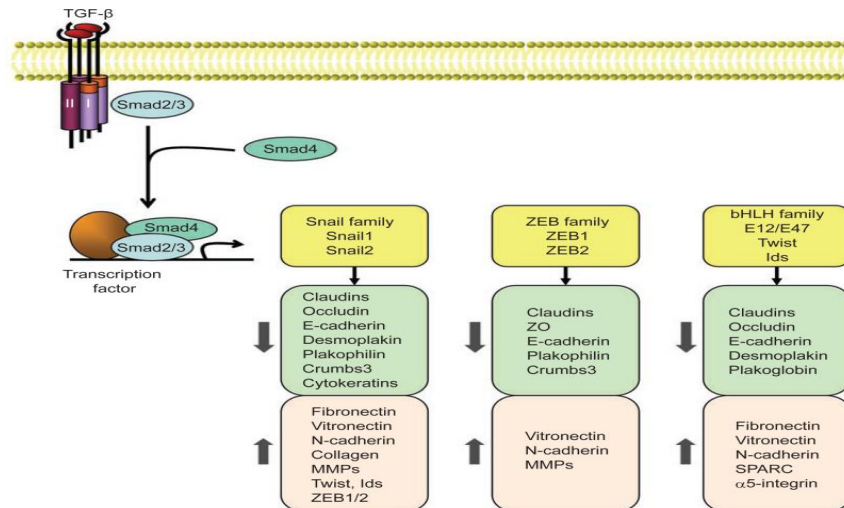 TGF-β
II
I
Smad2/3
Smad4
Smad4
Smad2/3
Transcription
factor
Snail family
Snail1
Snail2
Claudins
Occludin
E-cadherin
Desmoplakin
Plakophilin
Crumbs3
Cytokeratins
Fibronectin
Vitronectin
N-cadherin
Collagen
MMPs
Twist, Ids
ZEB1/2
ZEB family
ZEB1
ZEB2
Claudins
ZO
E-cadherin
Plakophilin
Crumbs3
Vitronectin
N-cadherin
MMPs
bHLH family
E12/E47
Twist
Ids
Claudins
Occludin
E-cadherin
Desmoplakin
Plakoglobin
Fibronectin
Vitronectin
N-cadherin
SPARC
α5-integrin